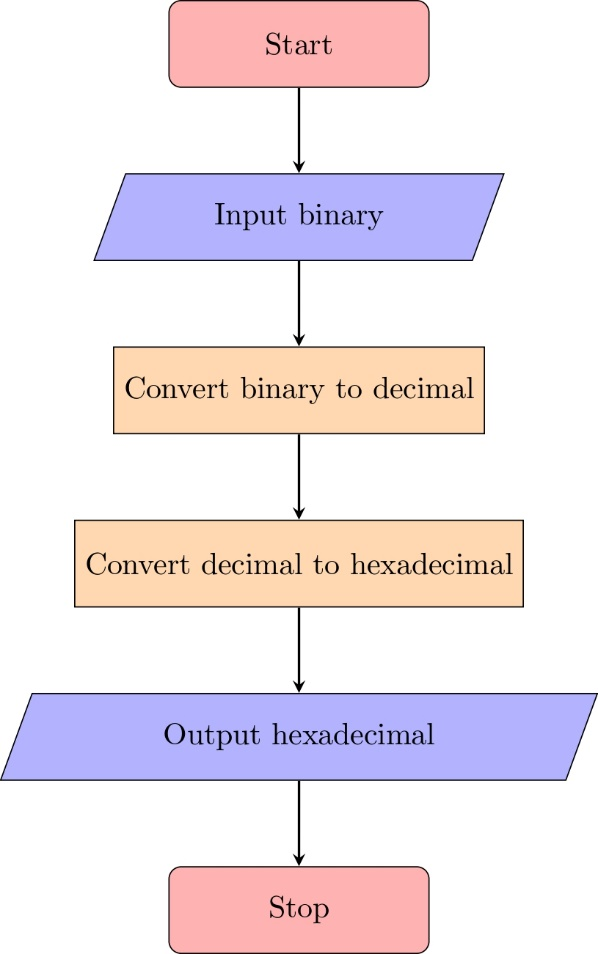 Start
Input binary
Convert binary to decimal
Convert decimal to hexadecimal
Output hexadecimal
Stop